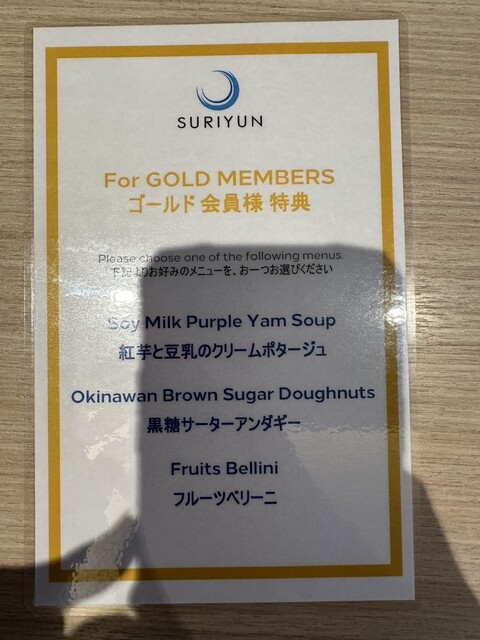 SURIYUN
For GOLD MEMBERS
ゴールド 会員様 特典
Please choose one of the following menus.
下記よりお好みのメニューを、お一つお選びください
Soy Milk Purple Yam Soup
紅芋と豆乳のクリームポタージュ
Okinawan Brown Sugar Doughnuts
黒糖サーターアンダギー
Fruits Bellini
フルーツベリーニ